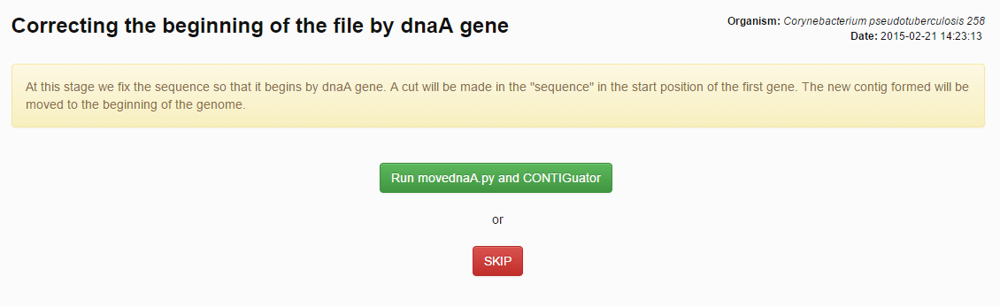 Correcting the beginning of the file by dnaA gene
Organism: Corynebacterium pseudotuberculosis 258
Date: 2015-02-21 14:23:13
At this stage we fix the sequence so that it begins by dnaA gene. A cut will be made in the "sequence" in the start position of the first gene. The new contig formed will be
moved to the beginning of the genome.
Run movednaA.py and CONTIGuator
or
SKIP